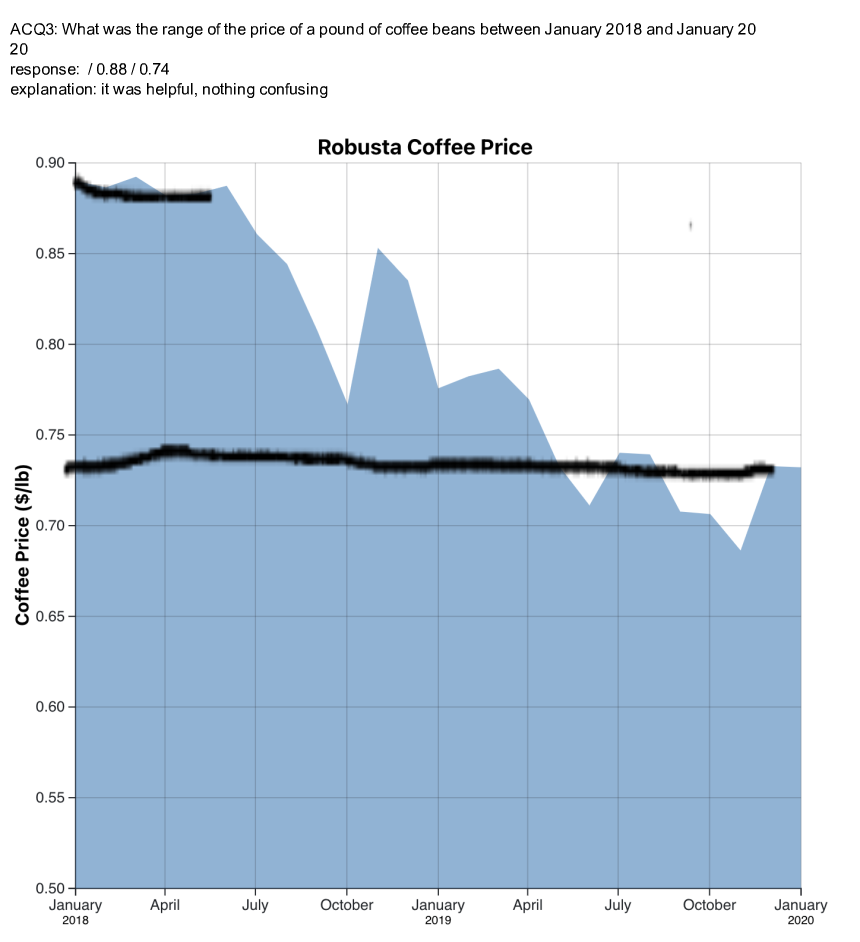 ACQ3: What was the range of the price of a pound of coffee beans between January 2018 and January 20
20
response:  / 0.88 / 0.74
explanation: it was helpful, nothing confusing
Robusta Coffee Price
0.90
0.85
0.80
0.75
0.70
0.65
0.60
0.55
0.50
Coffee Price ($/lb)
January April July October January April July October January
2018 2019 2020